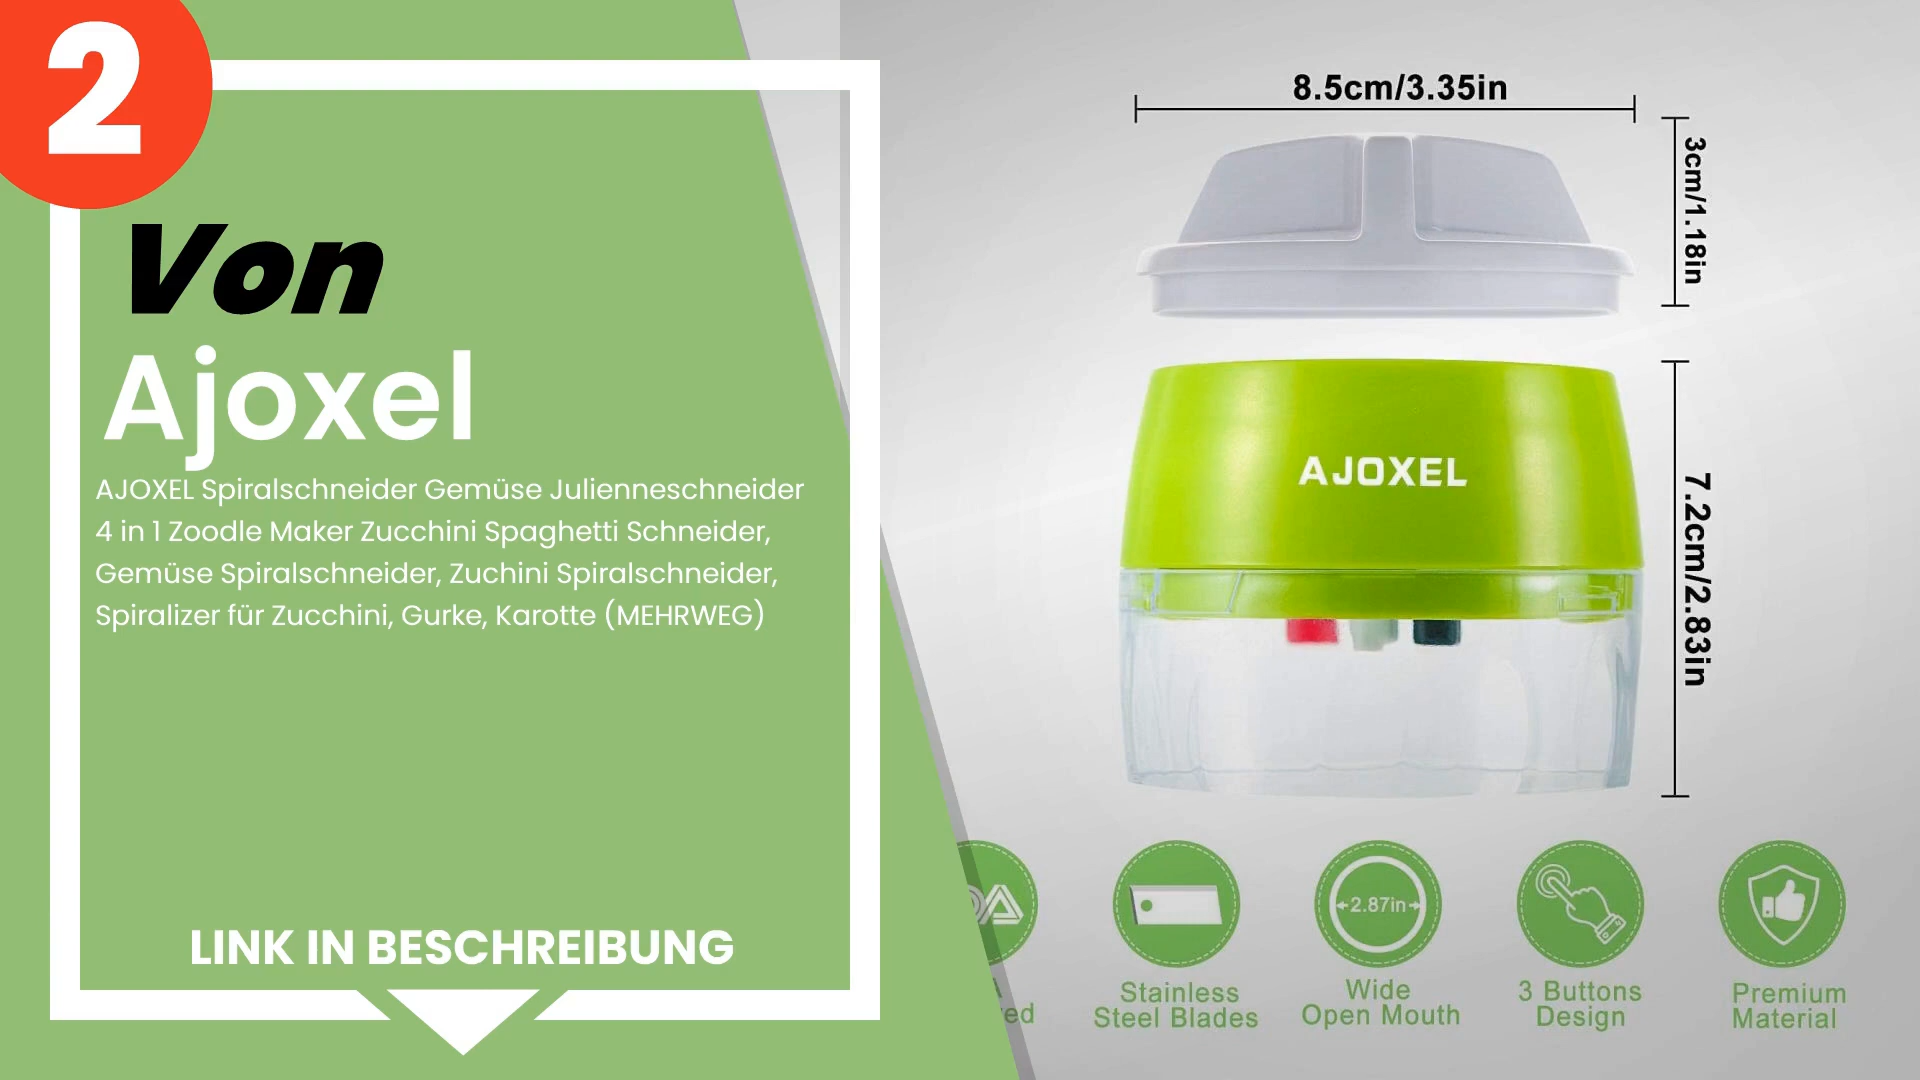 2
Von
Ajoxel
AJOXEL Spiralschneider Gemüse Julienneschneider
4 in 1 Zoodle Maker Zucchini Spaghetti Schneider,
Gemüse Spiralschneider, Zuchini Spiralschneider,
Spiralizer für Zucchini, Gurke, Karotte (MEHRWEG)
LINK IN BESCHREIBUNG
8.5cm/3.35in
3cm/1.18in
AJOXEL
7.2cm/2.83in
2.87in
Stainless
Steel Blades
Wide
Open Mouth
3 Buttons
Design
Premium
Material